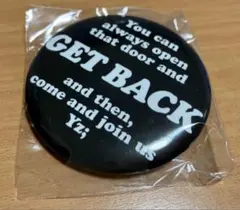 You can
always open
that door and
GET BACK
and then,
come and join us
Yz;